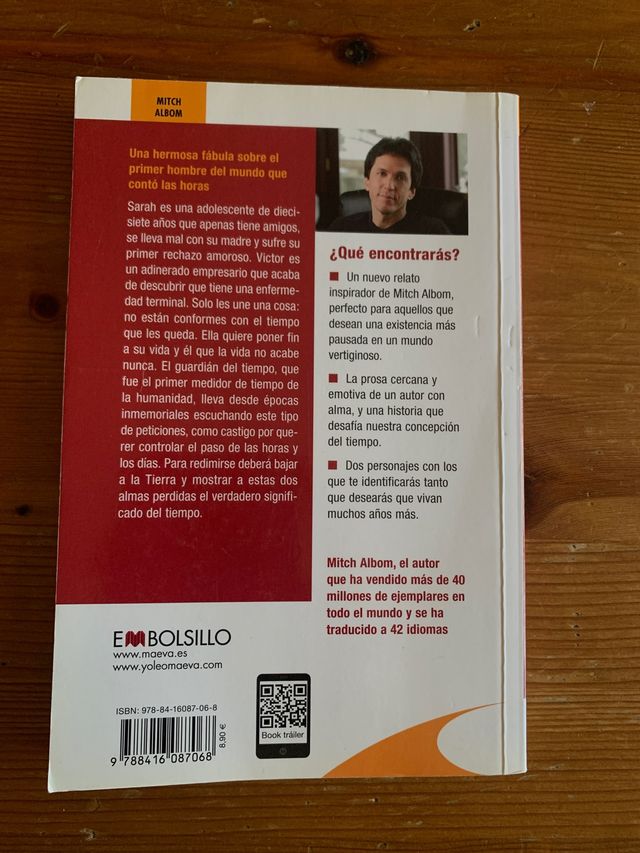 MITCH
ALBOM
Una hermosa fábula sobre el
primer hombre del mundo que
contó las horas
Sarah es una adolescente de dieci-
siete años que apenas tiene amigos,
se lleva mal con su madre y sufre su
primer rechazo amoroso. Victor es
un adinerado empresario que acaba
de descubrir que tiene una enferme-
dad terminal. Solo les une una cosa:
no están conformes con el tiempo
que les queda. Ella quiere poner fin
a su vida y él que la vida no acabe
nunca. El guardián del tiempo, que
fue el primer medidor de tiempo de
la humanidad, lleva desde épocas
inmemoriales escuchando este tipo
de peticiones, como castigo por que-
rer controlar el paso de las horas y
los días. Para redimirse deberá bajar
a la Tierra y mostrar a estas dos
almas perdidas el verdadero signifi-
cado del tiempo.
¿Qué encontrarás?
■ Un nuevo relato
inspirador de Mitch Albom,
perfecto para aquellos que
desean una existencia más
pausada en un mundo
vertiginoso.
■ La prosa cercana y
emotiva de un autor con
alma, y una historia que
desafía nuestra concepción
del tiempo.
■ Dos personajes con los
que te identificarás tanto
que desearás que vivan
muchos años más.
Mitch Albom, el autor
que ha vendido más de 40
millones de ejemplares en
todo el mundo y se ha
traducido a 42 idiomas
EMBOLSILLO
www.maeva.es
www.yoleomaeva.com
ISBN: 978-84-16087-06-8
9 788416 087068
8,90 €
Book tráiler